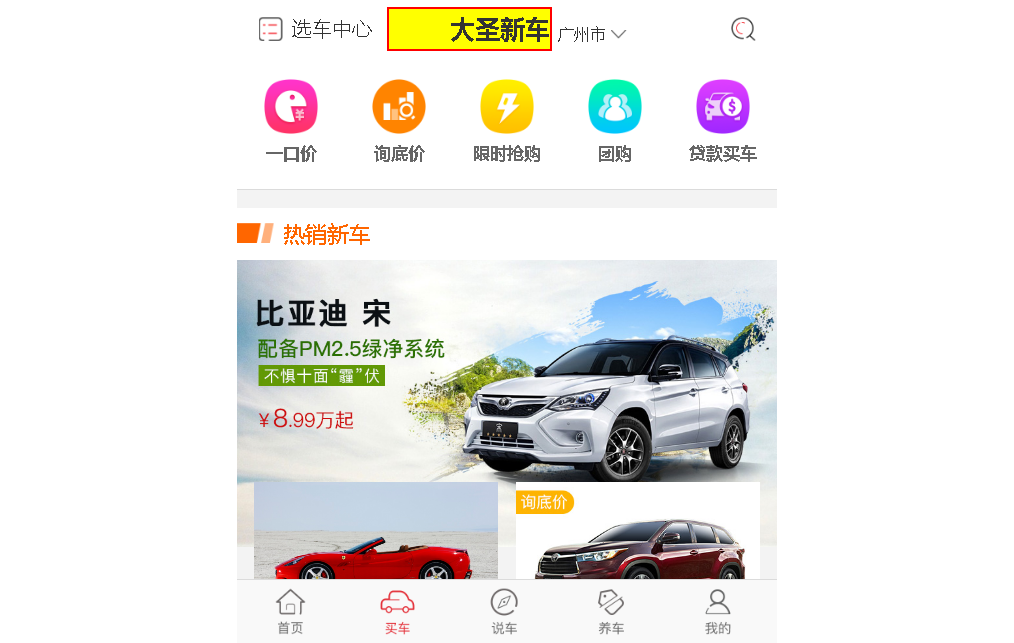 选车中心 大圣新车 广州市
一口价 询底价 限时抢购 团购 贷款买车
热销新车
比亚迪 宋
配备PM2.5绿净系统
不惧十面“霾”伏
¥8.99万起
询底价
首页 买车 说车 养车 我的